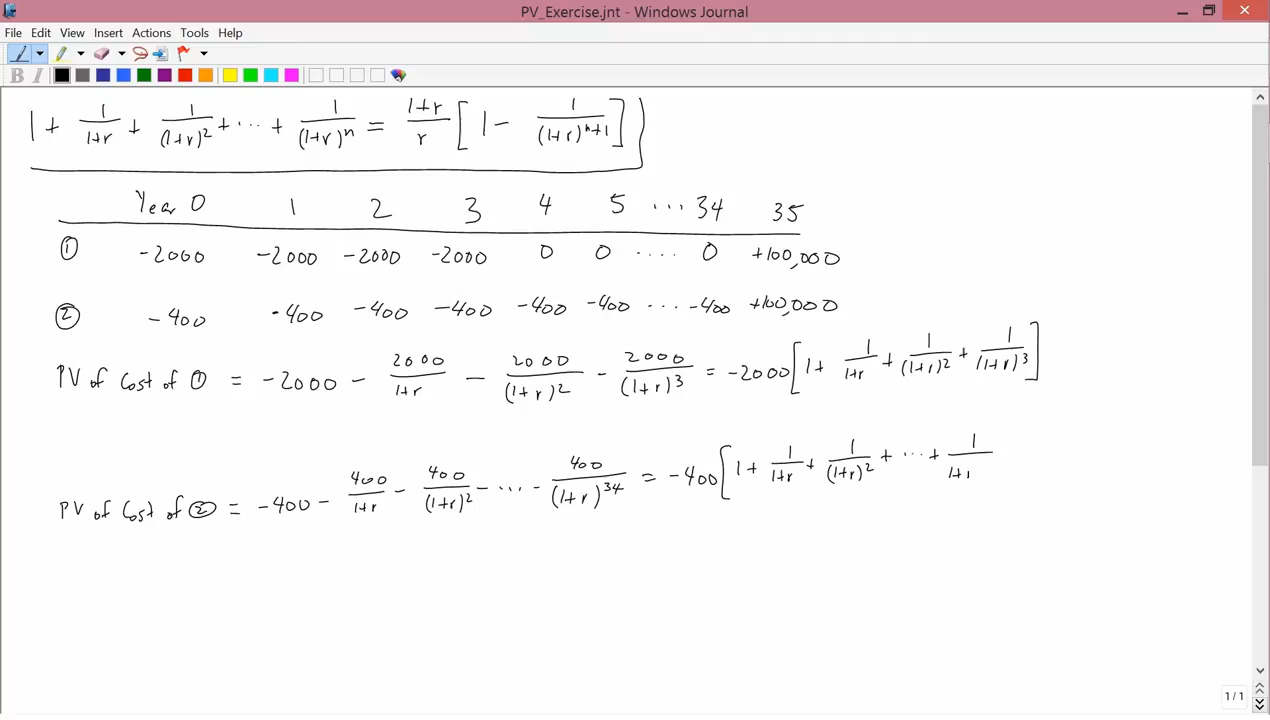 PV_Exercise.jnt - Windows Journal
File Edit View Insert Actions Tools Help
B I
1 + 1/(1+r) + 1/(1+r)^2 + ... + 1/(1+r)^n = (1+r)/r [1 - 1/(1+r)^(n+1)]
Year 0 1 2 3 4 5 ... 34 35
① -2000 -2000 -2000 -2000 0 0 .... 0 +100,000
② -400 -400 -400 -400 -400 -400 ... -400 +100,000
PV of Cost of ① = -2000 - 2000/(1+r) - 2000/(1+r)^2 - 2000/(1+r)^3 = -2000 [1 + 1/(1+r) + 1/(1+r)^2 + 1/(1+r)^3]
PV of Cost of ② = -400 - 400/(1+r) - 400/(1+r)^2 - ... - 400/(1+r)^34 = -400 [1 + 1/(1+r) + 1/(1+r)^2 + ... + 1/(1+r
1 / 1